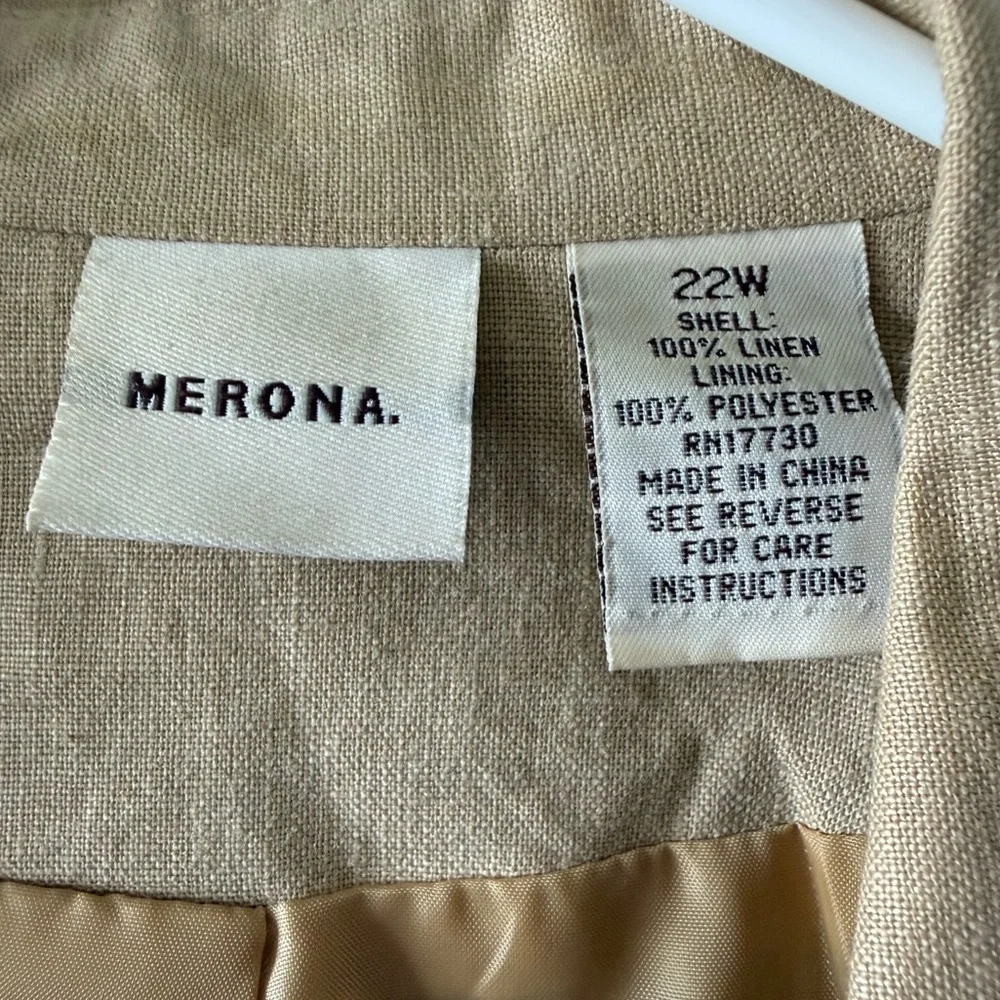 MERONA.
22W
SHELL:
100% LINEN
LINING:
100% POLYESTER
RN17730
MADE IN CHINA
SEE REVERSE
FOR CARE
INSTRUCTIONS